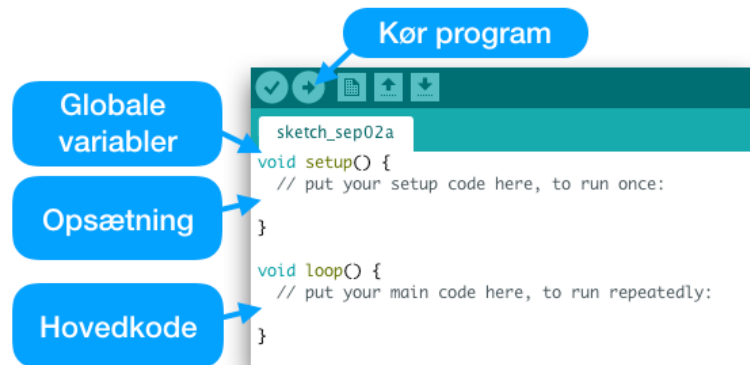 Kør program
Globale
variabler
sketch_sep02a
void setup() {
// put your setup code here, to run once:
Opsætning
}
void loop() {
// put your main code here, to run repeatedly:
Hovedkode
}